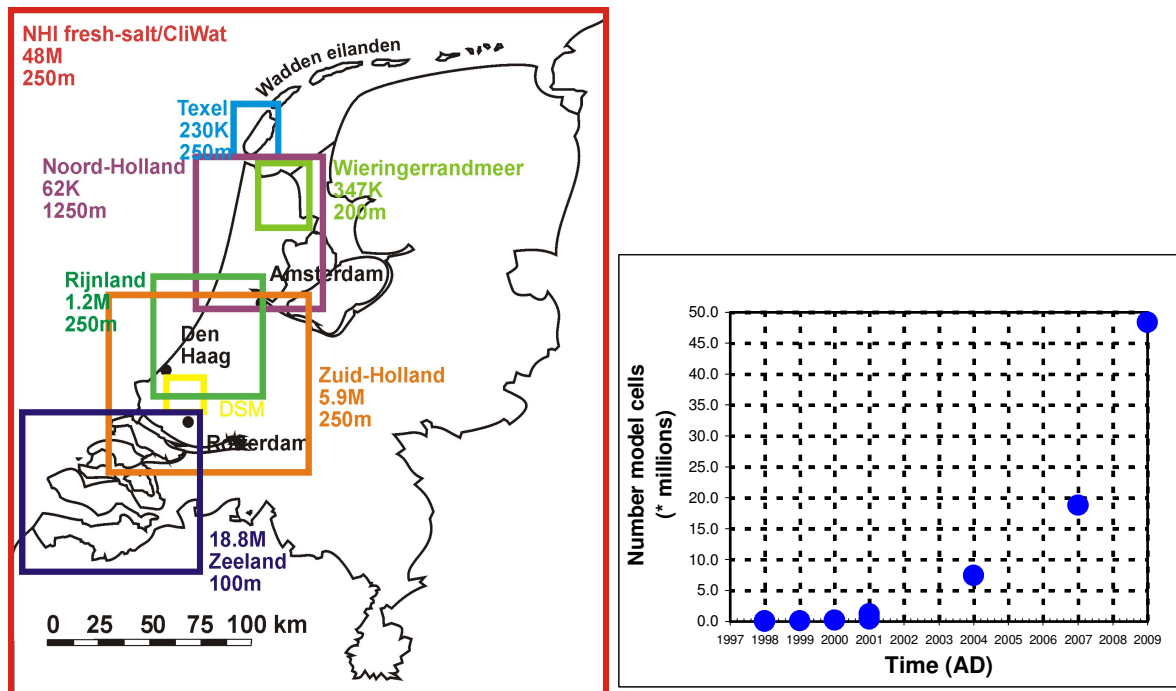 NHI fresh-salt/CliWat
48M
250m
Wadden eilanden
Texel
230K
250m
Noord-Holland
62K
1250m
Wieringerrandmeer
347K
200m
Rijnland
1.2M
250m
Amsterdam
Den
Haag
Zuid-Holland
5.9M
250m
DSM
Rotterdam
18.8M
Zeeland
100m
0 25 50 75 100 km
Number model cells
(* millions)
50.0
45.0
40.0
35.0
30.0
25.0
20.0
15.0
10.0
5.0
0.0
1997 1998 1999 2000 2001 2002 2003 2004 2005 2006 2007 2008 2009
Time (AD)